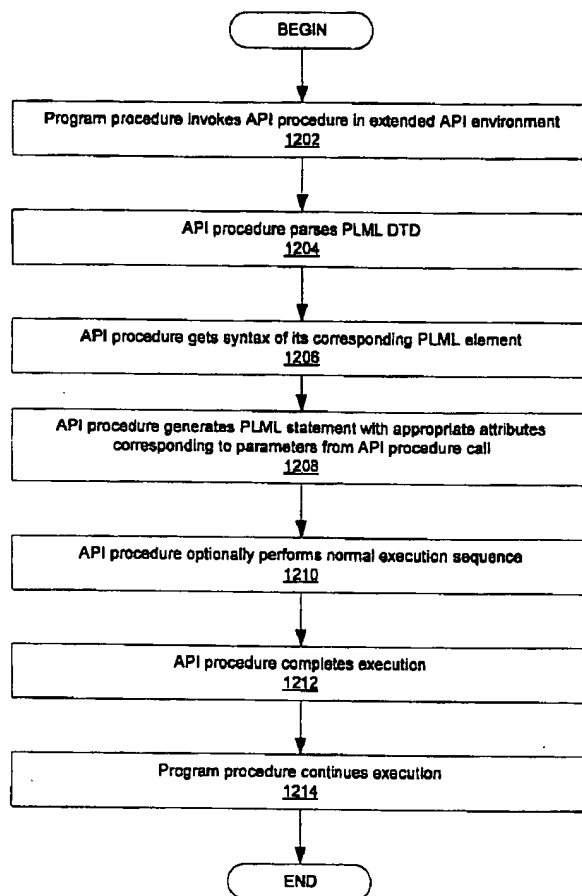 BEGIN
Program procedure invokes API procedure in extended API environment
1202
API procedure parses PLML DTD
1204
API procedure gets syntax of its corresponding PLML element
1206
API procedure generates PLML statement with appropriate attributes
corresponding to parameters from API procedure call
1208
API procedure optionally performs normal execution sequence
1210
API procedure completes execution
1212
Program procedure continues execution
1214
END